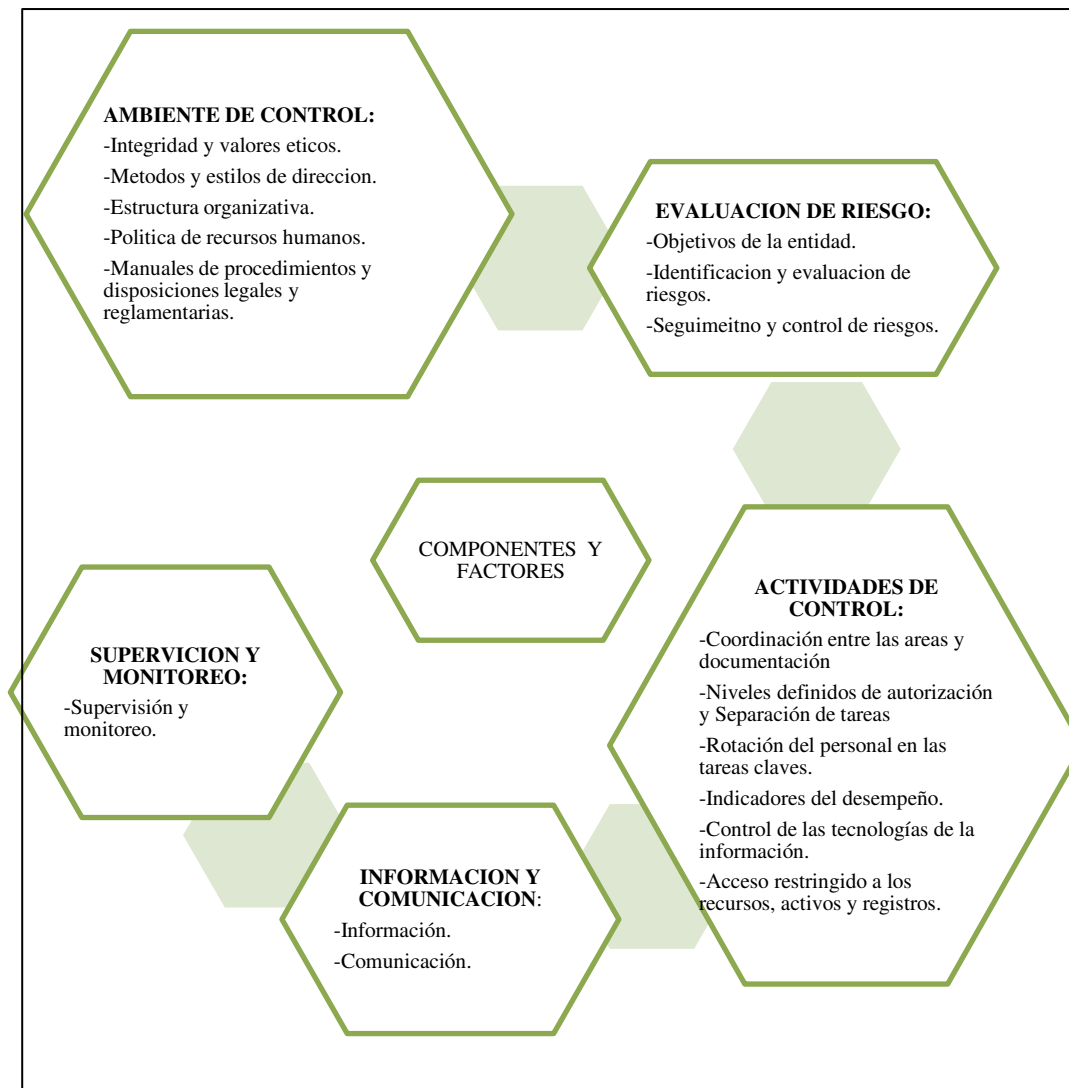 AMBIENTE DE CONTROL:
-Integridad y valores eticos.
-Metodos y estilos de direccion.
-Estructura organizativa.
-Politica de recursos humanos.
-Manuales de procedimientos y
disposiciones legales y
reglamentarias.
EVALUACION DE RIESGO:
-Objetivos de la entidad.
-Identificacion y evaluacion de
riesgos.
-Seguimeitno y control de riesgos.
COMPONENTES Y
FACTORES
ACTIVIDADES DE
CONTROL:
-Coordinación entre las areas y
documentación
-Niveles definidos de autorización
y Separación de tareas
-Rotación del personal en las
tareas claves.
-Indicadores del desempeño.
-Control de las tecnologías de la
información.
-Acceso restringido a los
recursos, activos y registros.
INFORMACION Y
COMUNICACION:
-Información.
-Comunicación.
SUPERVICION Y
MONITOREO:
-Supervisión y
monitoreo.